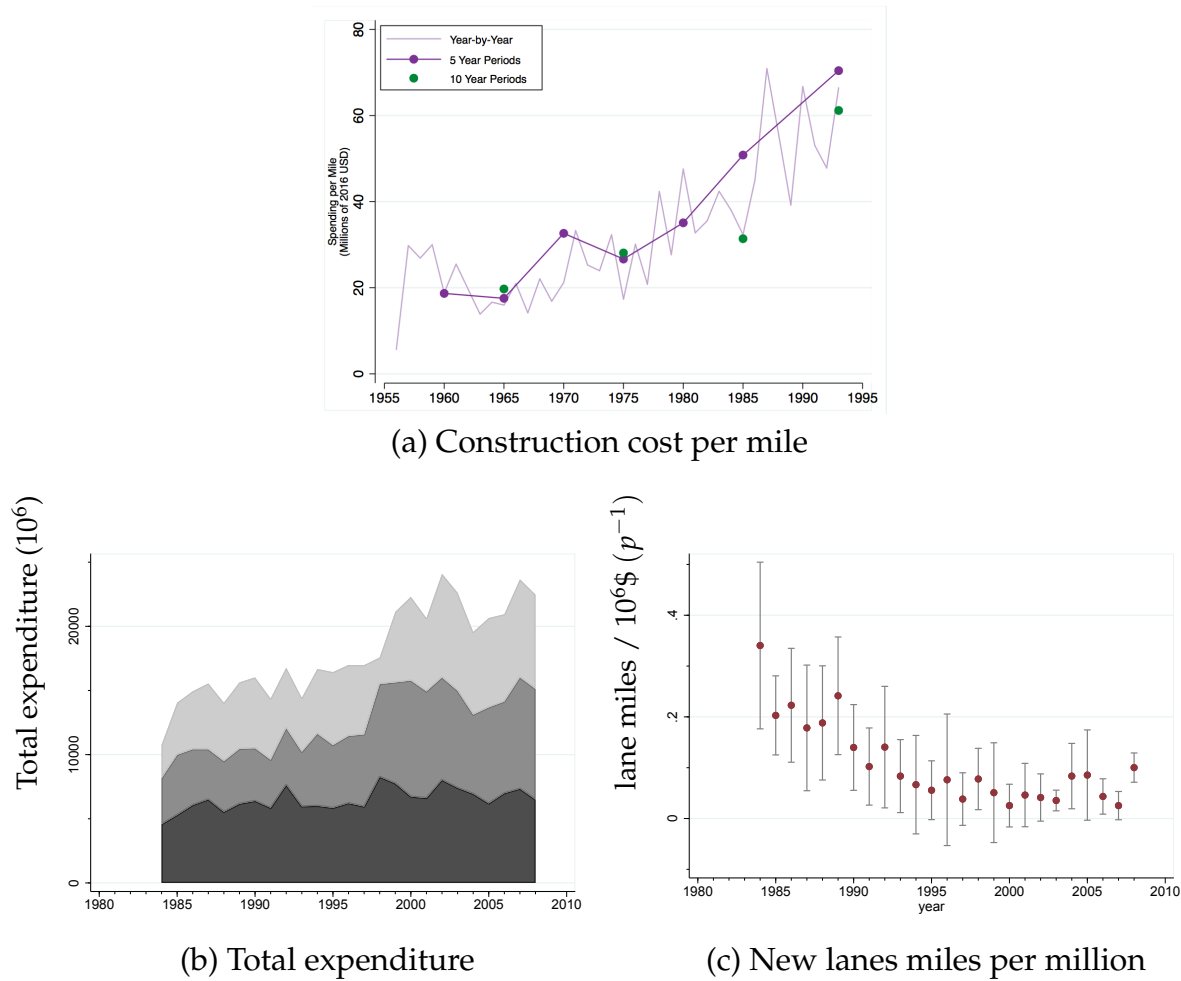 80
60
40
20
0
Spending per Mile
(Millions of 2016 USD)
Year-by-Year
5 Year Periods
10 Year Periods
1955 1960 1965 1970 1975 1980 1985 1990 1995
(a) Construction cost per mile
Total expenditure (10⁶)
20000
10000
0
1980 1985 1990 1995 2000 2005 2010
(b) Total expenditure
lane miles / 10⁶$ (p⁻¹)
.4
.2
0
1980 1985 1990 1995 2000 2005 2010
year
(c) New lanes miles per million